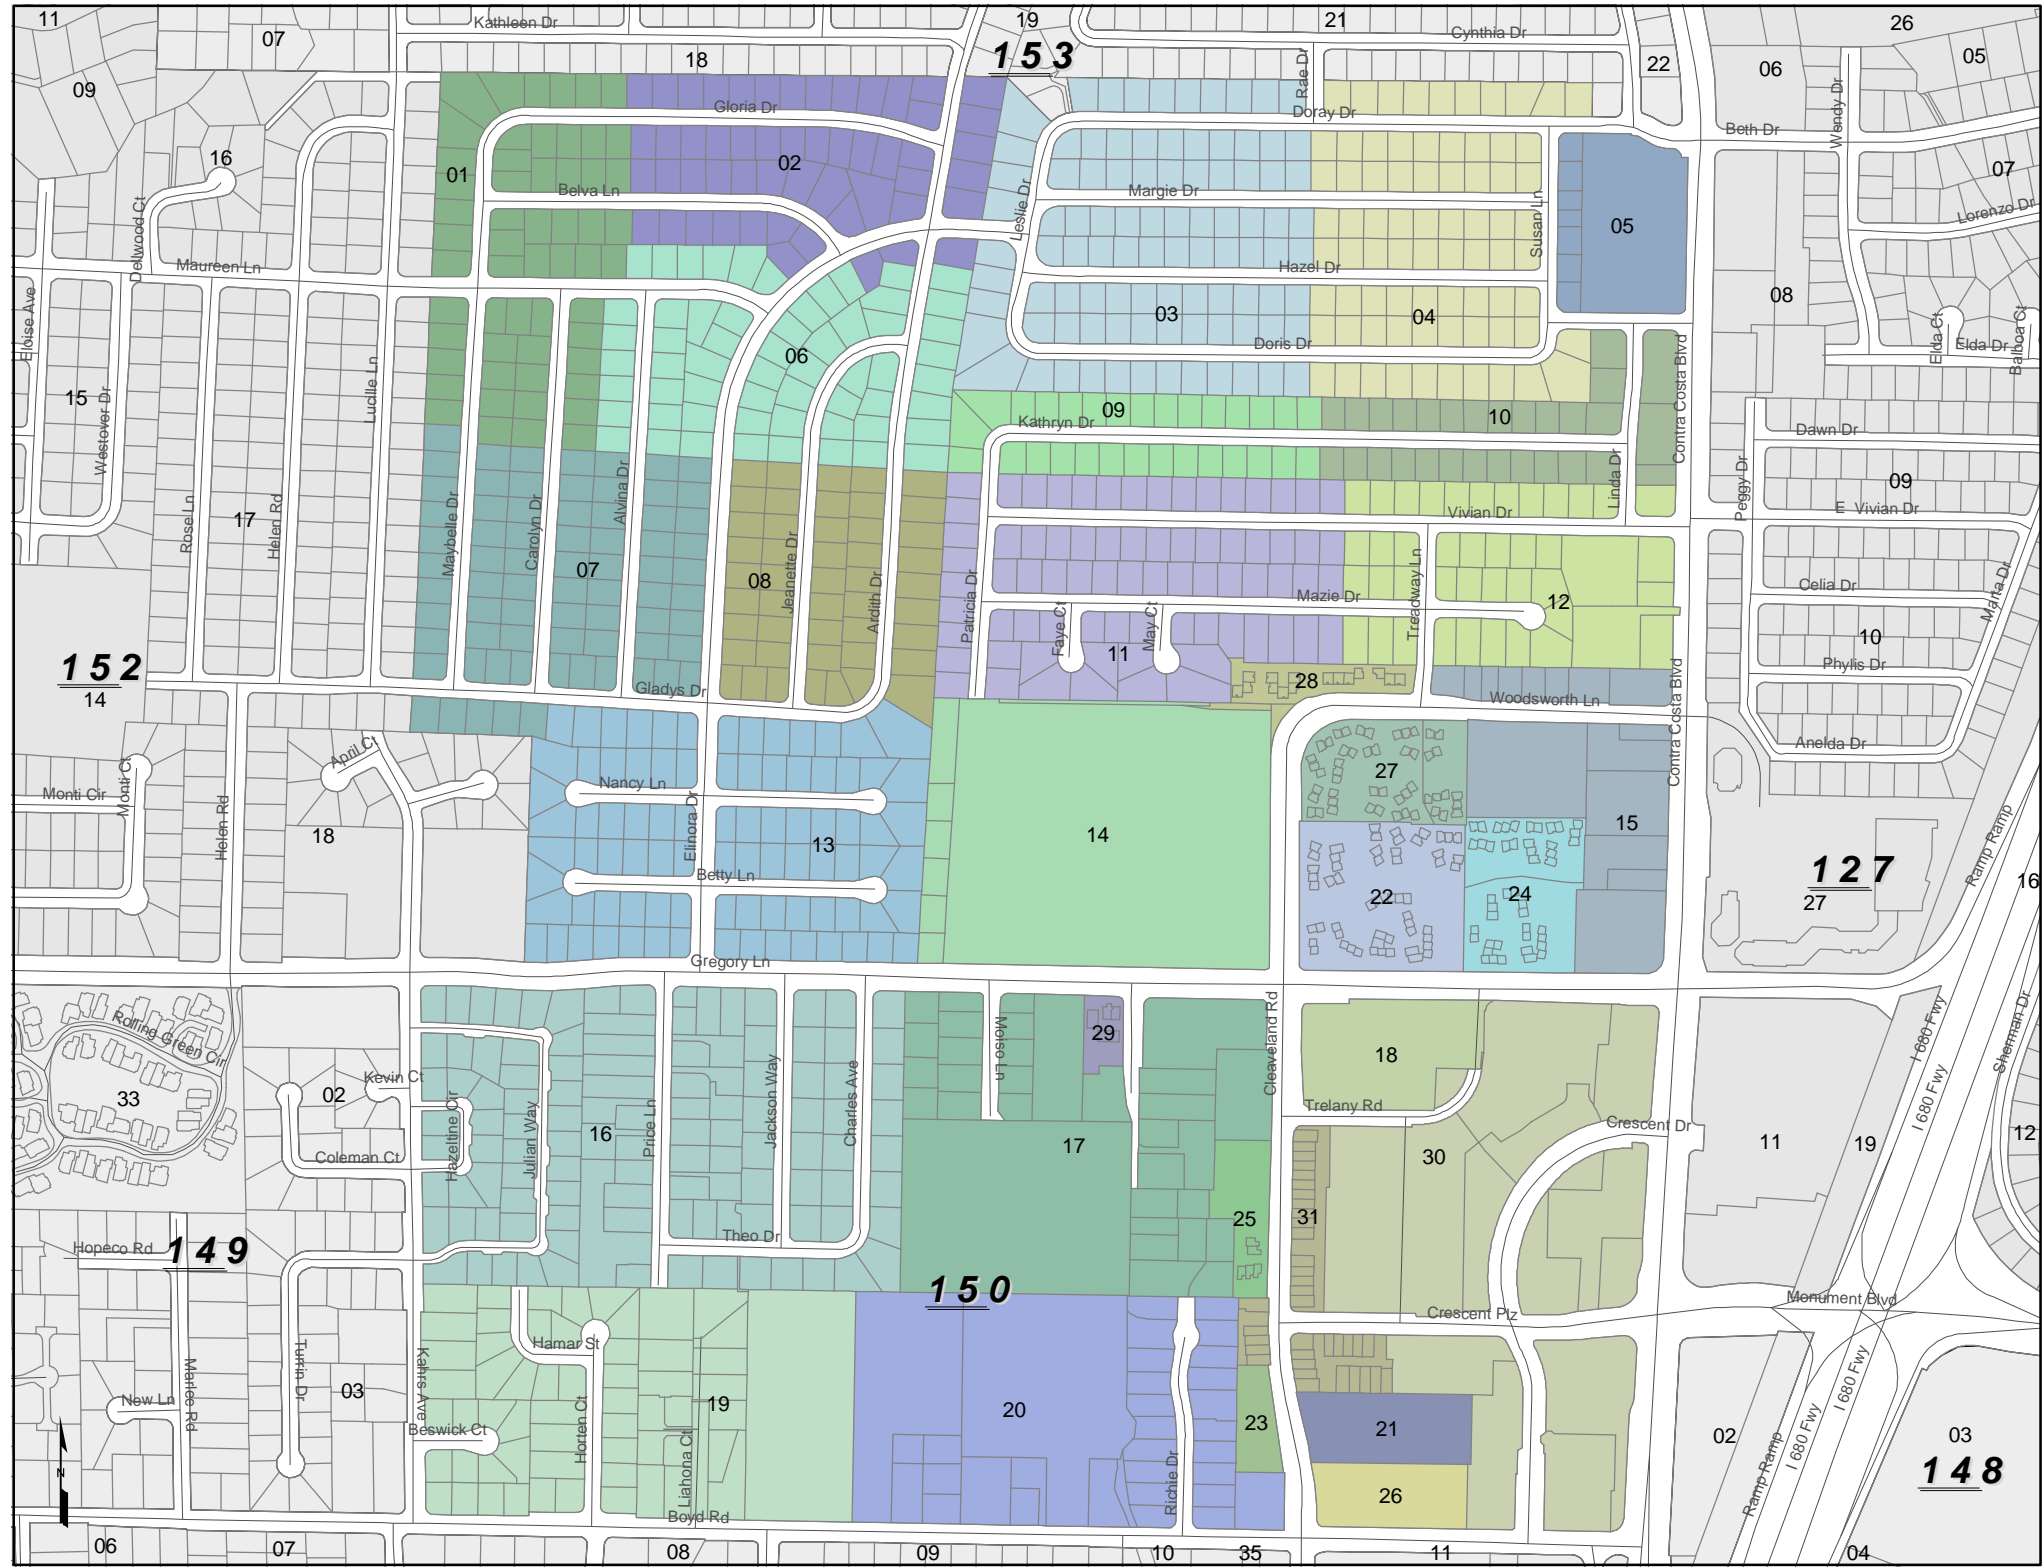 11
Kathleen Dr
19
21
Cynthia Dr
26
07
153
18
22
06
05
09
Rae Dr
Wendy Dr
Gloria Dr
Doray Dr
Beth Dr
16
02
01
Belva Ln
Margie Dr
07
Dellwood Ct
Leslie Dr
Susan Ln
05
Lorenzo Dr
Maureen Ln
Hazel Dr
08
Eloise Ave
03
04
Elda Ct
Balboa Ct
06
Doris Dr
Elda Dr
15
Westover Dr
Lucille Ln
Contra Costa Blvd
Kathryn Dr
09
10
Dawn Dr
Rose Ln
17
Helen Rd
Maybelle Dr
Carolyn Dr
Alvina Dr
Linda Dr
Peggy Dr
09
Vivian Dr
E Vivian Dr
07
08
Jeanette Dr
Ardith Dr
Patricia Dr
Faye Ct
May Ct
Mazie Dr
Treadway Ln
12
Celia Dr
Marta Dr
10
152
14
11
Phylis Dr
Gladys Dr
28
Woodsworth Ln
Contra Costa Blvd
April Ct
Anelda Dr
Monti Ct
Monti Cir
Nancy Ln
27
Helen Rd
18
Elinora Dr
13
14
15
Ramp Ramp
Betty Ln
22
24
127
27
16
Gregory Ln
Rolling Green Cir
Moiso Ln
29
Cleaveland Rd
18
I 680 Fwy
Sherman Dr
33
02
Kevin Ct
Hazeltine Cir
Julian Way
16
Price Ln
Jackson Way
Charles Ave
17
Trelany Rd
30
Crescent Dr
11
19
I 680 Fwy
12
Coleman Ct
25
31
Hopeco Rd
149
Theo Dr
150
Crescent Plz
Monument Blvd
Hamar St
New Ln
Marlee Rd
Turrin Dr
03
Kahrs Ave
Beswick Ct
Horten Ct
19
Liahona Ct
20
Richie Dr
23
21
26
02
Ramp Ramp
I 680 Fwy
I 680 Fwy
03
148
N
Boyd Rd
06
07
08
09
10
35
11
04